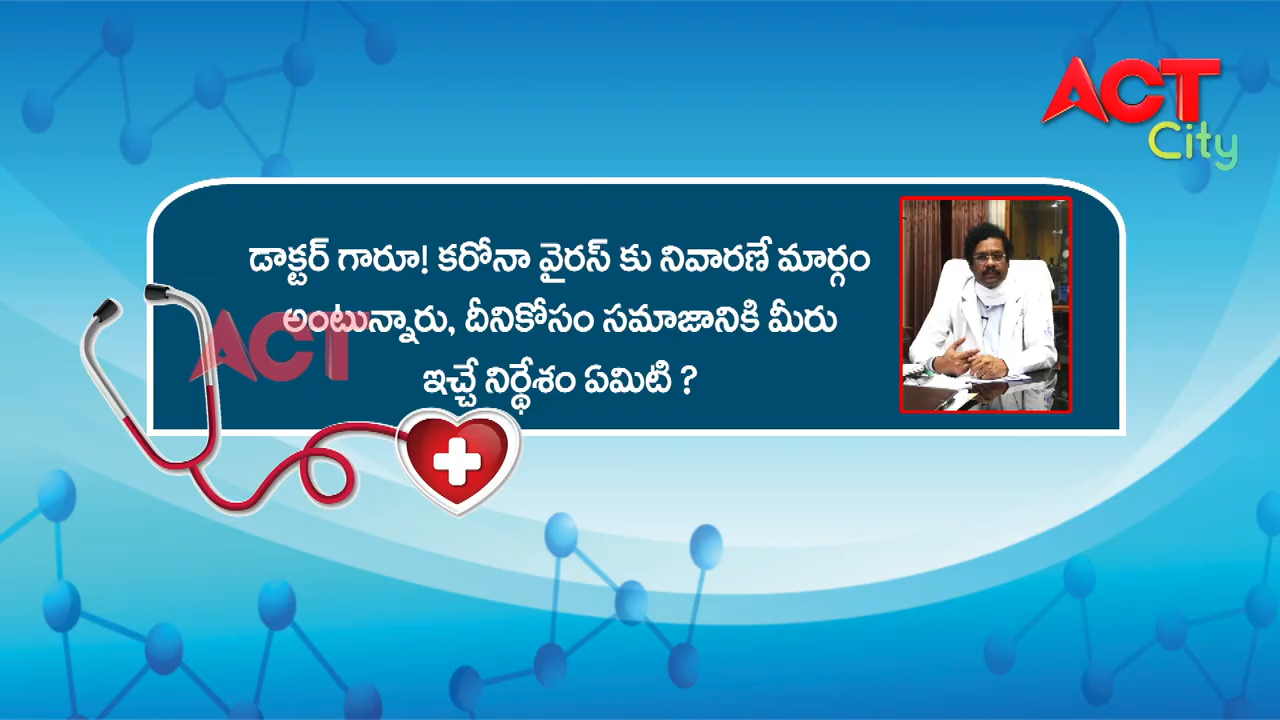 ACT
City
డాక్టర్ గారూ! కరోనా వైరస్ కు నివారణే మార్గం
అంటున్నారు, దీనికోసం సమాజానికి మీరు
ఇచ్చే నిర్థేశం ఏమిటి ?
ACT